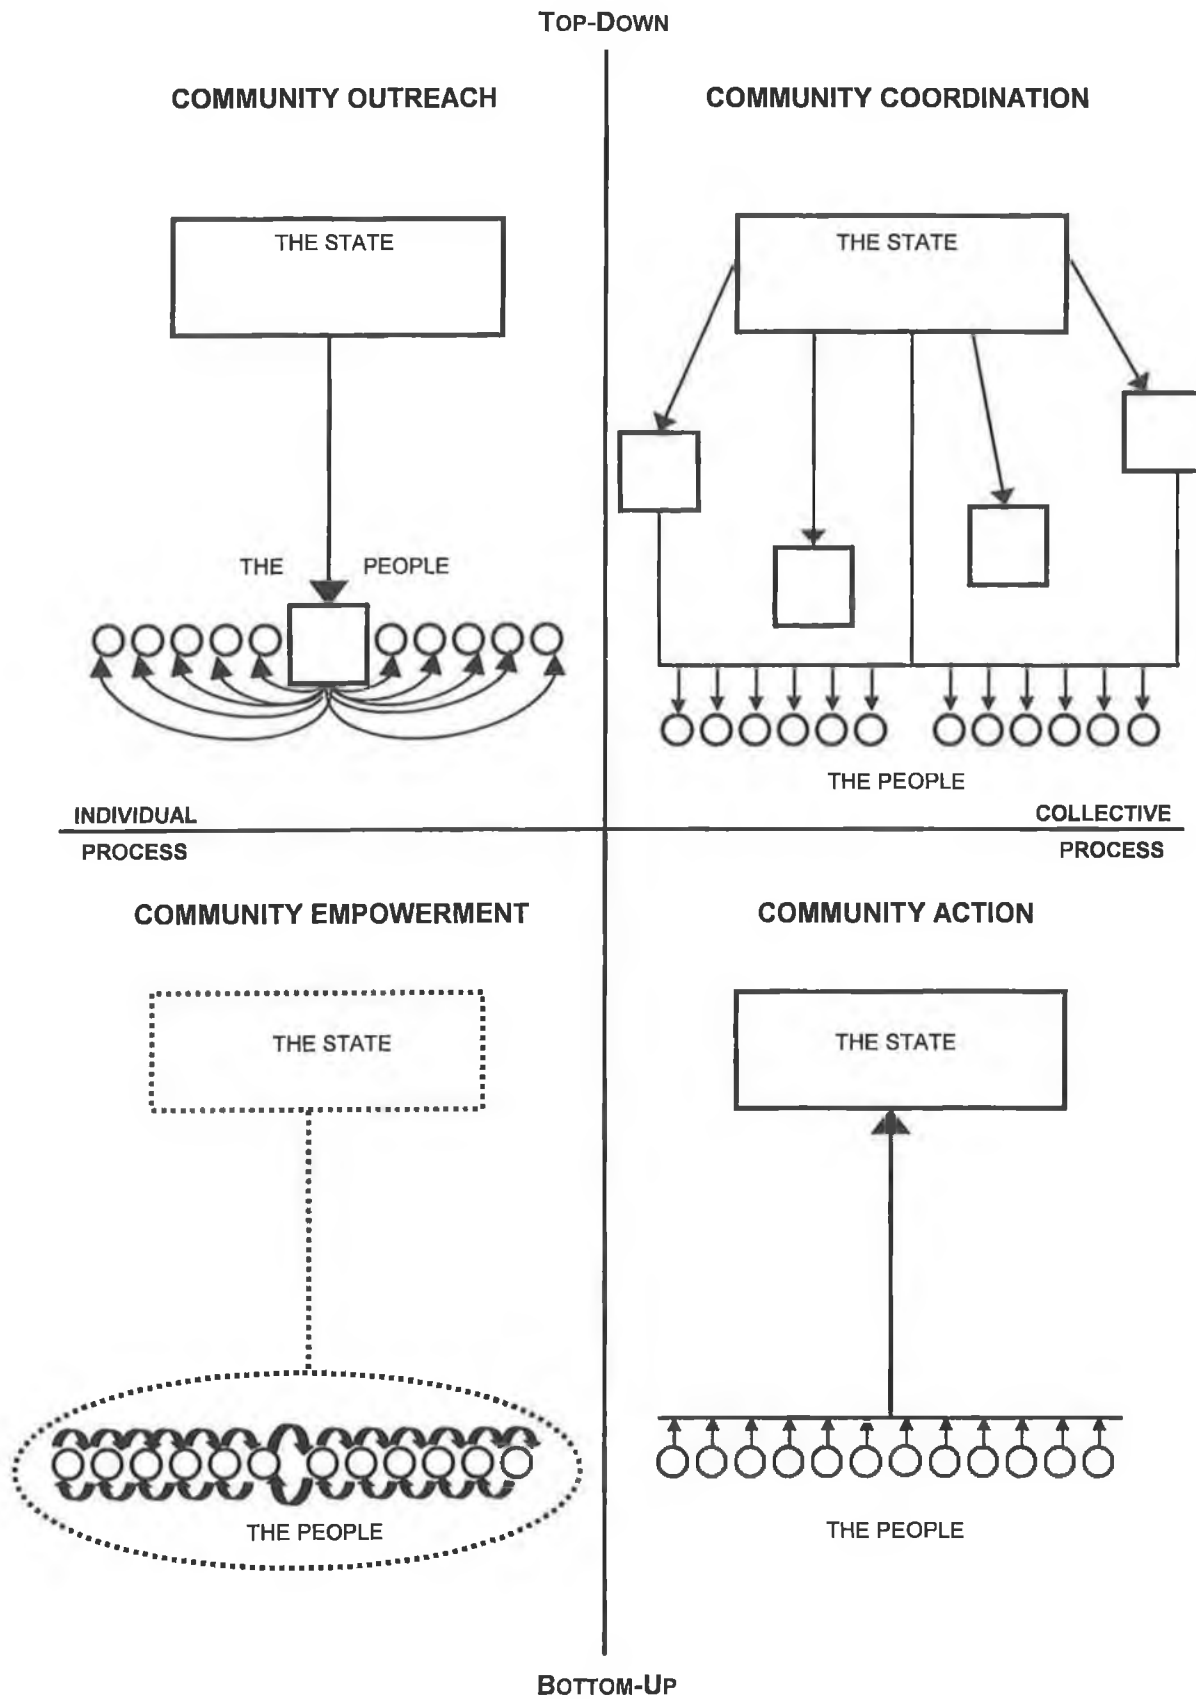 TOP-DOWN
COMMUNITY OUTREACH
COMMUNITY COORDINATION
THE STATE
THE STATE
THE PEOPLE
THE PEOPLE
INDIVIDUAL
PROCESS
COLLECTIVE
PROCESS
COMMUNITY EMPOWERMENT
COMMUNITY ACTION
THE STATE
THE STATE
THE PEOPLE
THE PEOPLE
BOTTOM-UP